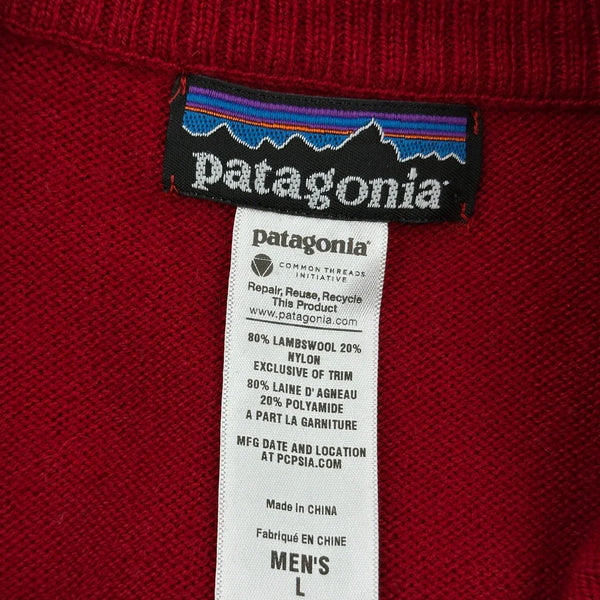 patagonia
patagonia®
COMMON THREADS
INITIATIVE
Repair, Reuse, Recycle
This Product
www.patagonia.com
80% LAMBSWOOL 20%
NYLON
EXCLUSIVE OF TRIM
80% LAINE D'AGNEAU
20% POLYAMIDE
A PART LA GARNITURE
MFG DATE AND LOCATION
AT PCPSIA.COM
Made in CHINA
Fabriqué EN CHINE
MEN'S
L